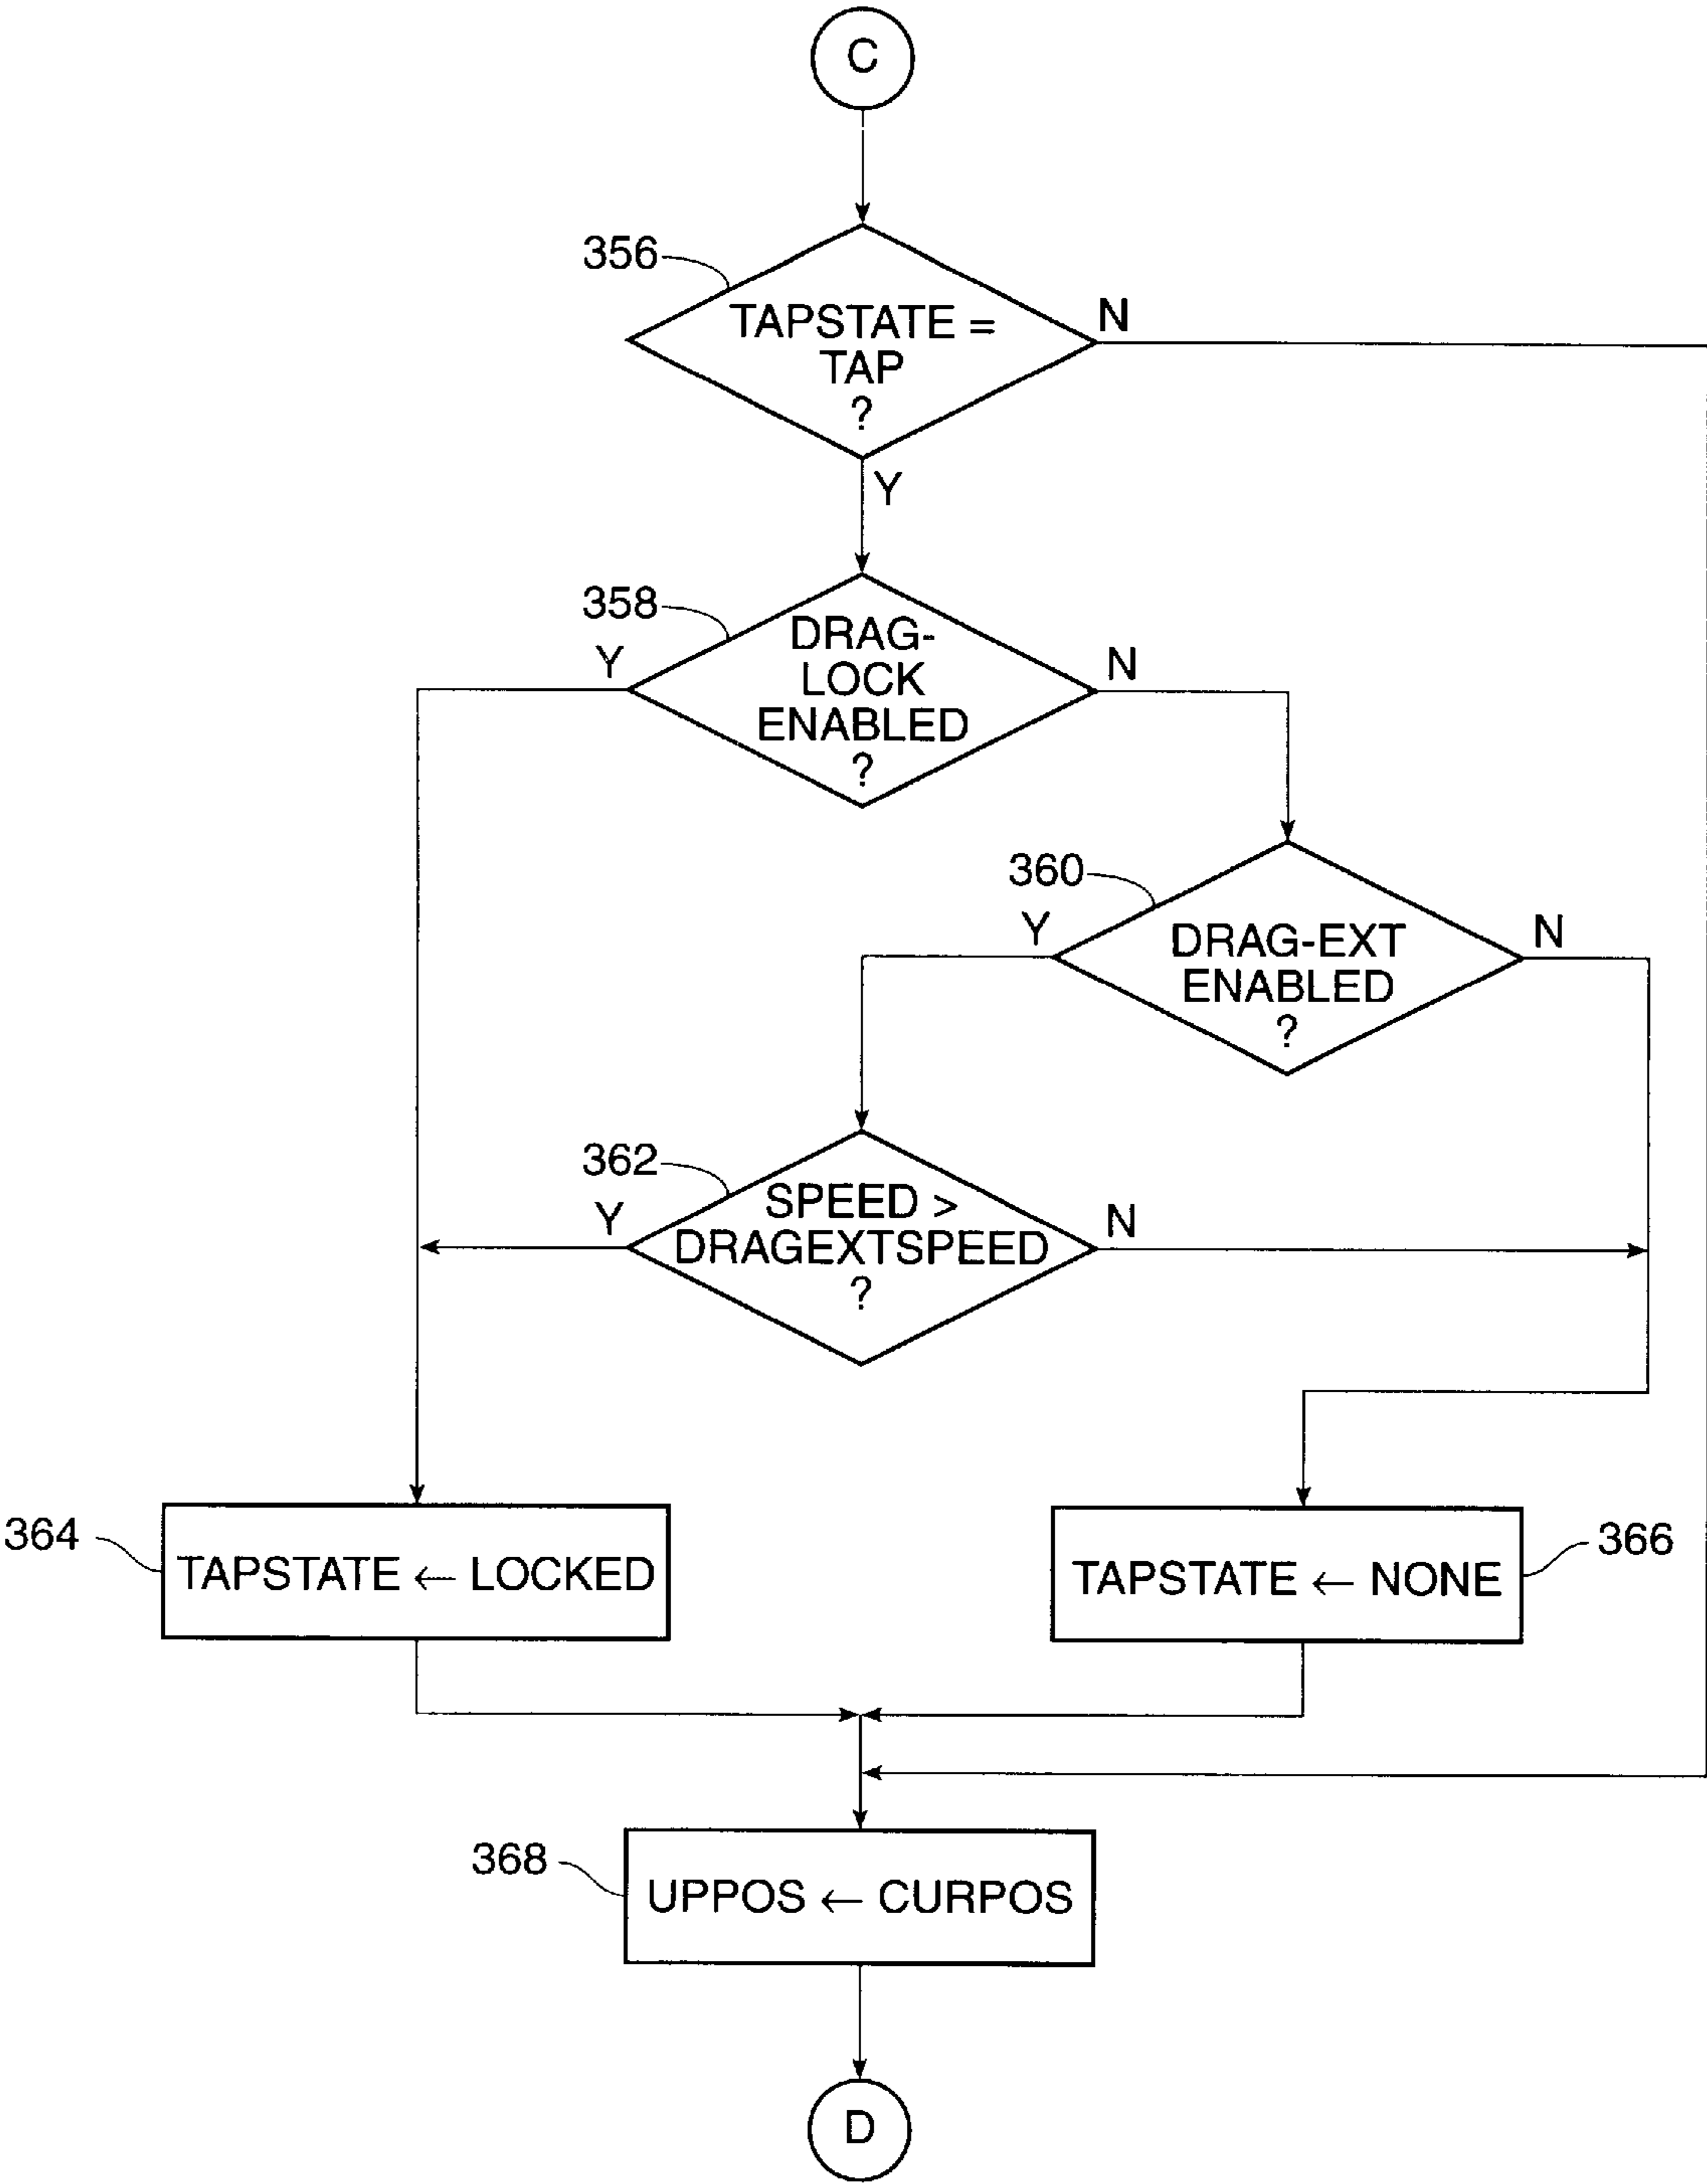 C
356
TAPSTATE =
TAP
?
N
Y
358
Y
DRAG-
LOCK
ENABLED
?
N
360
Y
DRAG-EXT
ENABLED
?
N
362
Y
SPEED >
DRAGEXTSPEED
?
N
364
TAPSTATE ← LOCKED
TAPSTATE ← NONE
366
368
UPPOS ← CURPOS
D